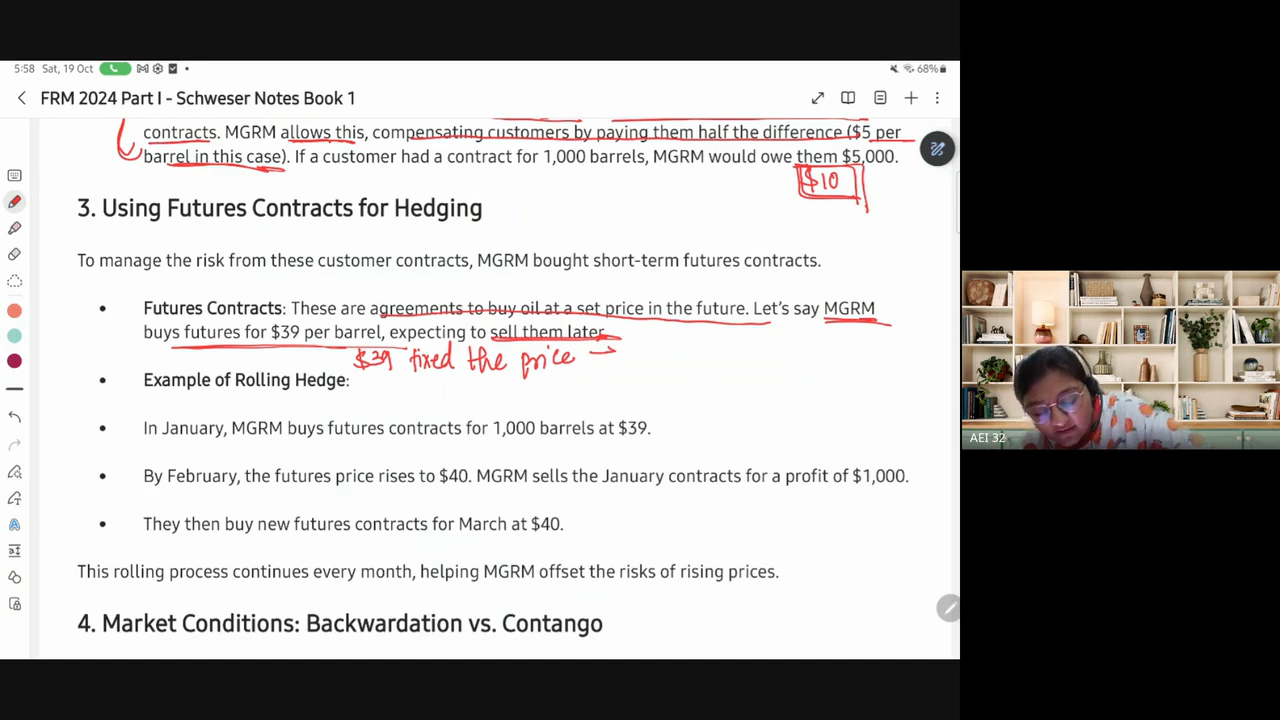 5:58 Sat, 19 Oct
68%
FRM 2024 Part I - Schweser Notes Book 1
contracts. MGRM allows this, compensating customers by paying them half the difference ($5 per
barrel in this case). If a customer had a contract for 1,000 barrels, MGRM would owe them $5,000.
$10
3. Using Futures Contracts for Hedging
To manage the risk from these customer contracts, MGRM bought short-term futures contracts.
• Futures Contracts: These are agreements to buy oil at a set price in the future. Let's say MGRM
buys futures for $39 per barrel, expecting to sell them later.
$39 fixed the price →
• Example of Rolling Hedge:
• In January, MGRM buys futures contracts for 1,000 barrels at $39.
• By February, the futures price rises to $40. MGRM sells the January contracts for a profit of $1,000.
• They then buy new futures contracts for March at $40.
This rolling process continues every month, helping MGRM offset the risks of rising prices.
4. Market Conditions: Backwardation vs. Contango
AEI 32